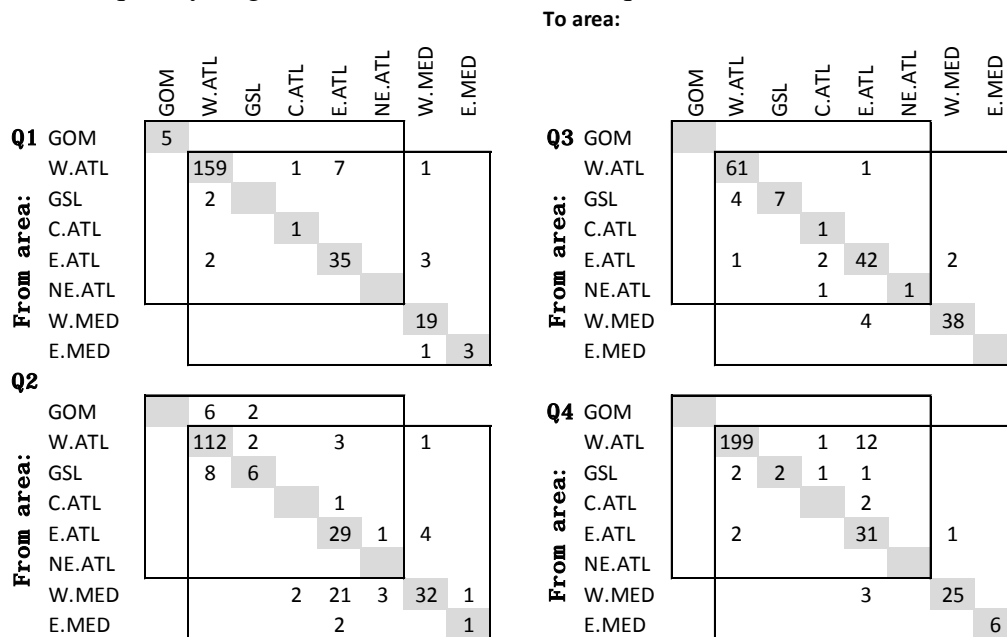 To area:
GOM W.ATL GSL C.ATL E.ATL NE.ATL W.MED E.MED
Q1 GOM 5
W.ATL 159 1 7 1
GSL 2
C.ATL 1
E.ATL 2 35 3
NE.ATL
W.MED 19
E.MED 1 3
From area:
GOM W.ATL GSL C.ATL E.ATL NE.ATL W.MED E.MED
Q3 GOM
W.ATL 61 1
GSL 4 7
C.ATL 1
E.ATL 1 2 42 2
NE.ATL 1 1
W.MED 4 38
E.MED
From area:
Q2
GOM 6 2
W.ATL 112 2 3 1
GSL 8 6
C.ATL 1
E.ATL 29 1 4
NE.ATL
W.MED 2 21 3 32 1
E.MED 2 1
From area:
Q4 GOM
W.ATL 199 1 12
GSL 2 2 1 1
C.ATL 2
E.ATL 2 31 1
NE.ATL
W.MED 3 25
E.MED 6
From area: